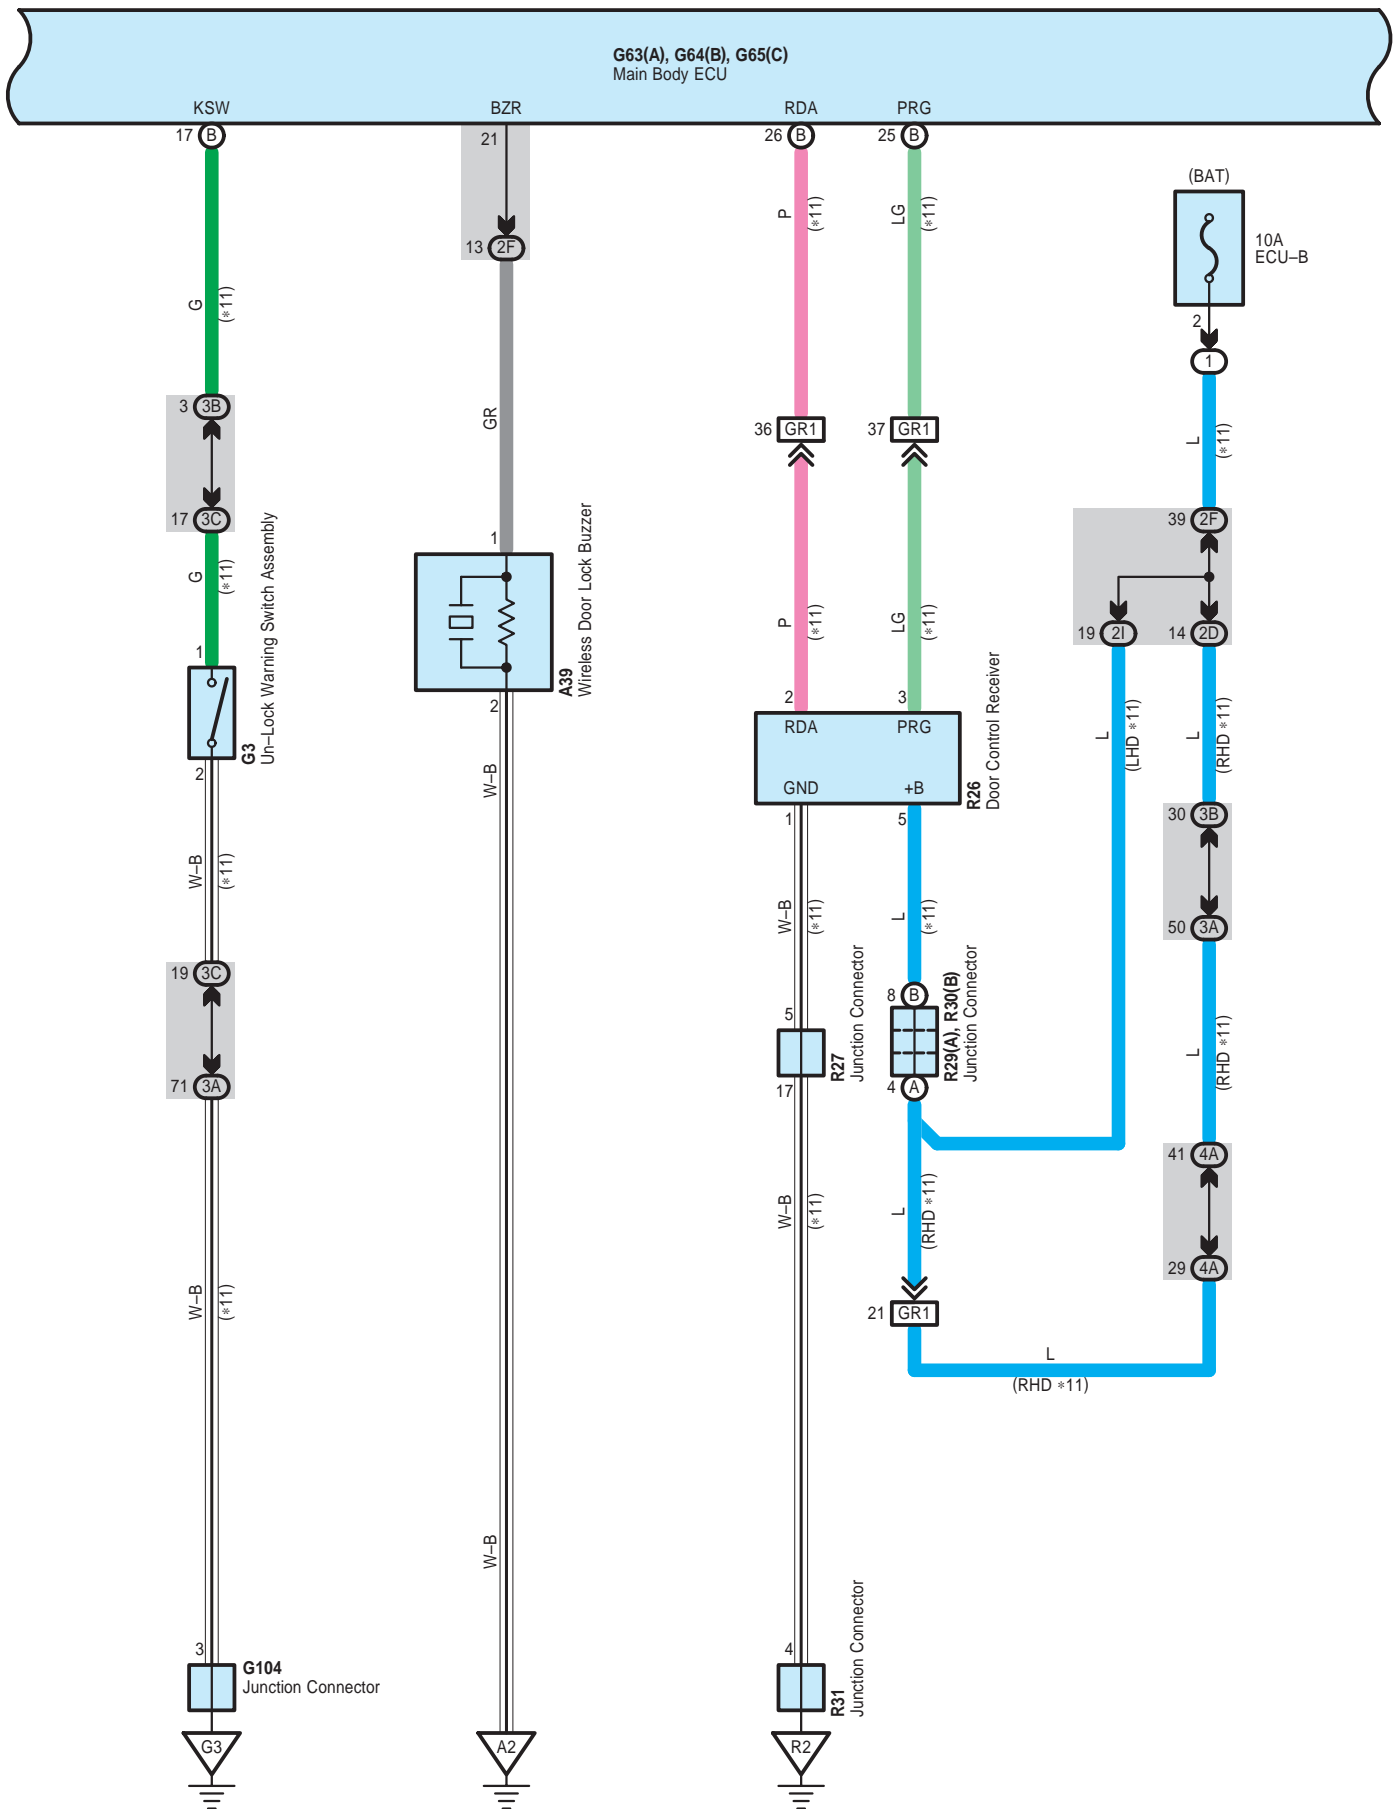 G63(A), G64(B), G65(C)
Main Body ECU
KSW
BZR
RDA
PRG
17 B
21
26 B
25 B
(BAT)
10A
ECU–B
P
(*11)
LG
(*11)
13 2F
G
(*11)
2
1
GR
3 3B
36 GR1
37 GR1
L
(*11)
17 3C
39 2F
G
(*11)
1
Un–Lock Warning Switch Assembly
G3
1
A39
Wireless Door Lock Buzzer
P
(*11)
LG
(*11)
19 2I
14 2D
2
3
RDA
PRG
GND
+B
R26
Door Control Receiver
2
2
W–B
L
(LHD *11)
L
(RHD *11)
1
5
30 3B
W–B
(*11)
W–B
(*11)
L
(*11)
50 3A
19 3C
8 B
5
R27
Junction Connector
R29(A), R30(B)
Junction Connector
17
4 A
71 3A
L
(RHD *11)
41 4A
W–B
(*11)
L
(RHD *11)
29 4A
W–B
(*11)
21 GR1
L
(RHD *11)
W–B
3
G104
Junction Connector
4
R31
Junction Connector
G3
A2
R2